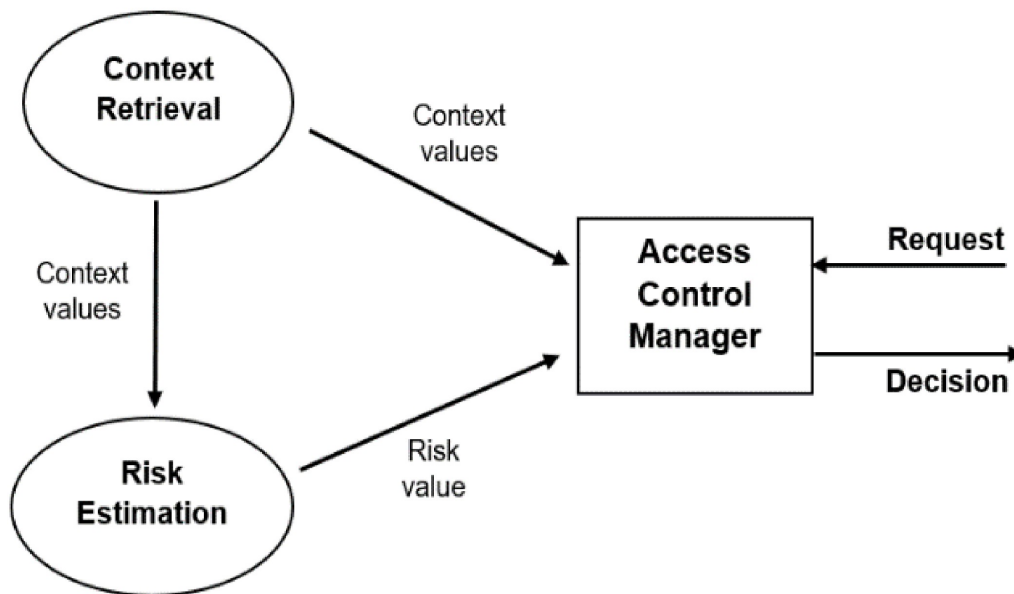 Context
Retrieval
Context
values
Context
values
Access
Control
Manager
Request
Decision
Risk
Estimation
Risk
value